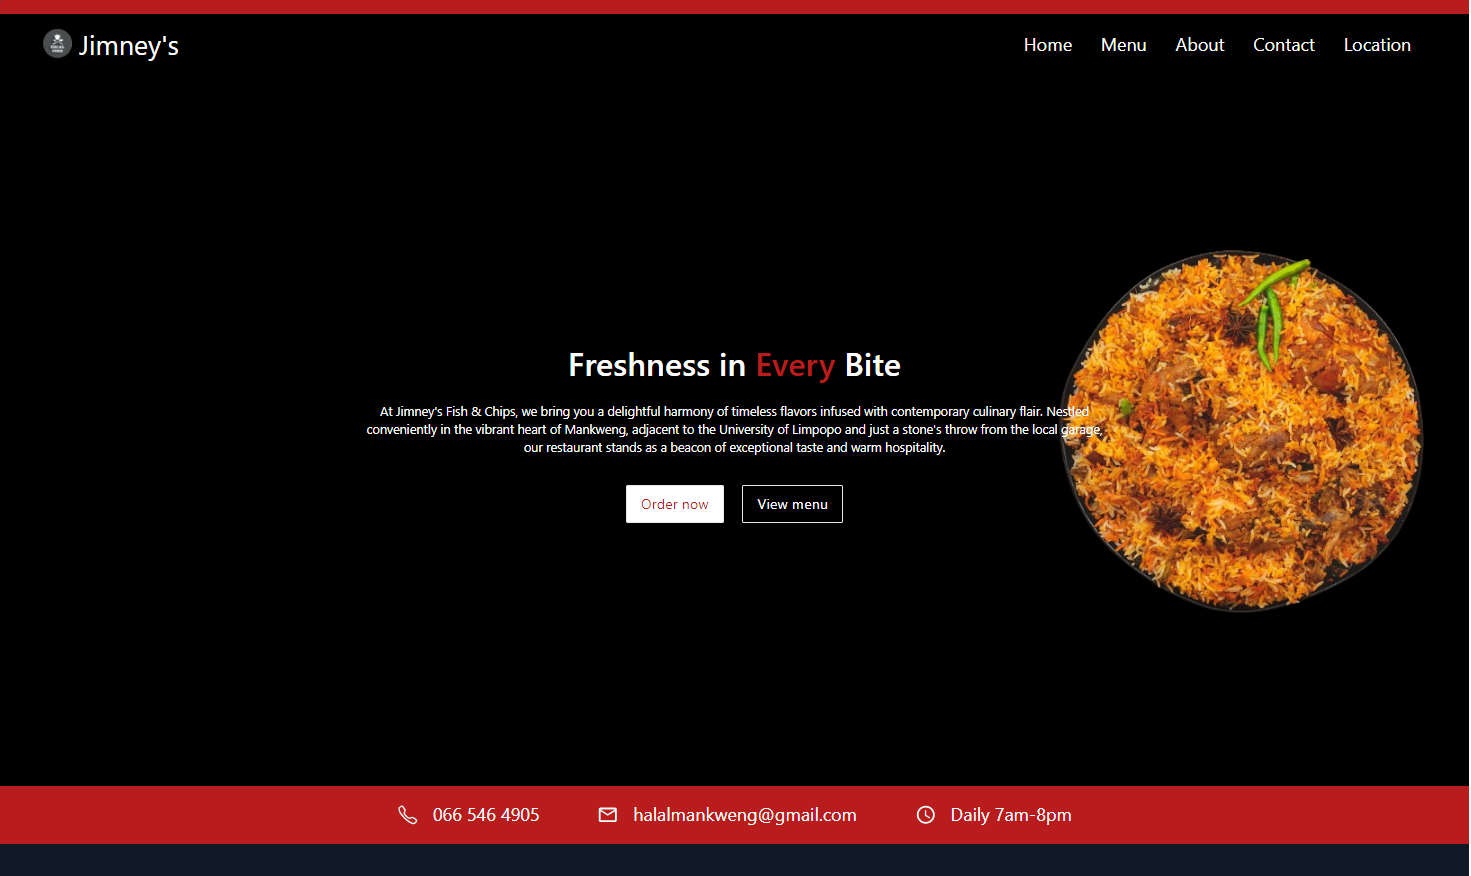 Jimney's
Home Menu About Contact Location
Freshness in Every Bite
At Jimney's Fish & Chips, we bring you a delightful harmony of timeless flavors infused with contemporary culinary flair. Nestled
conveniently in the vibrant heart of Mankweng, adjacent to the University of Limpopo and just a stone's throw from the local garage,
our restaurant stands as a beacon of exceptional taste and warm hospitality.
Order now View menu
066 546 4905 halalmankweng@gmail.com Daily 7am-8pm